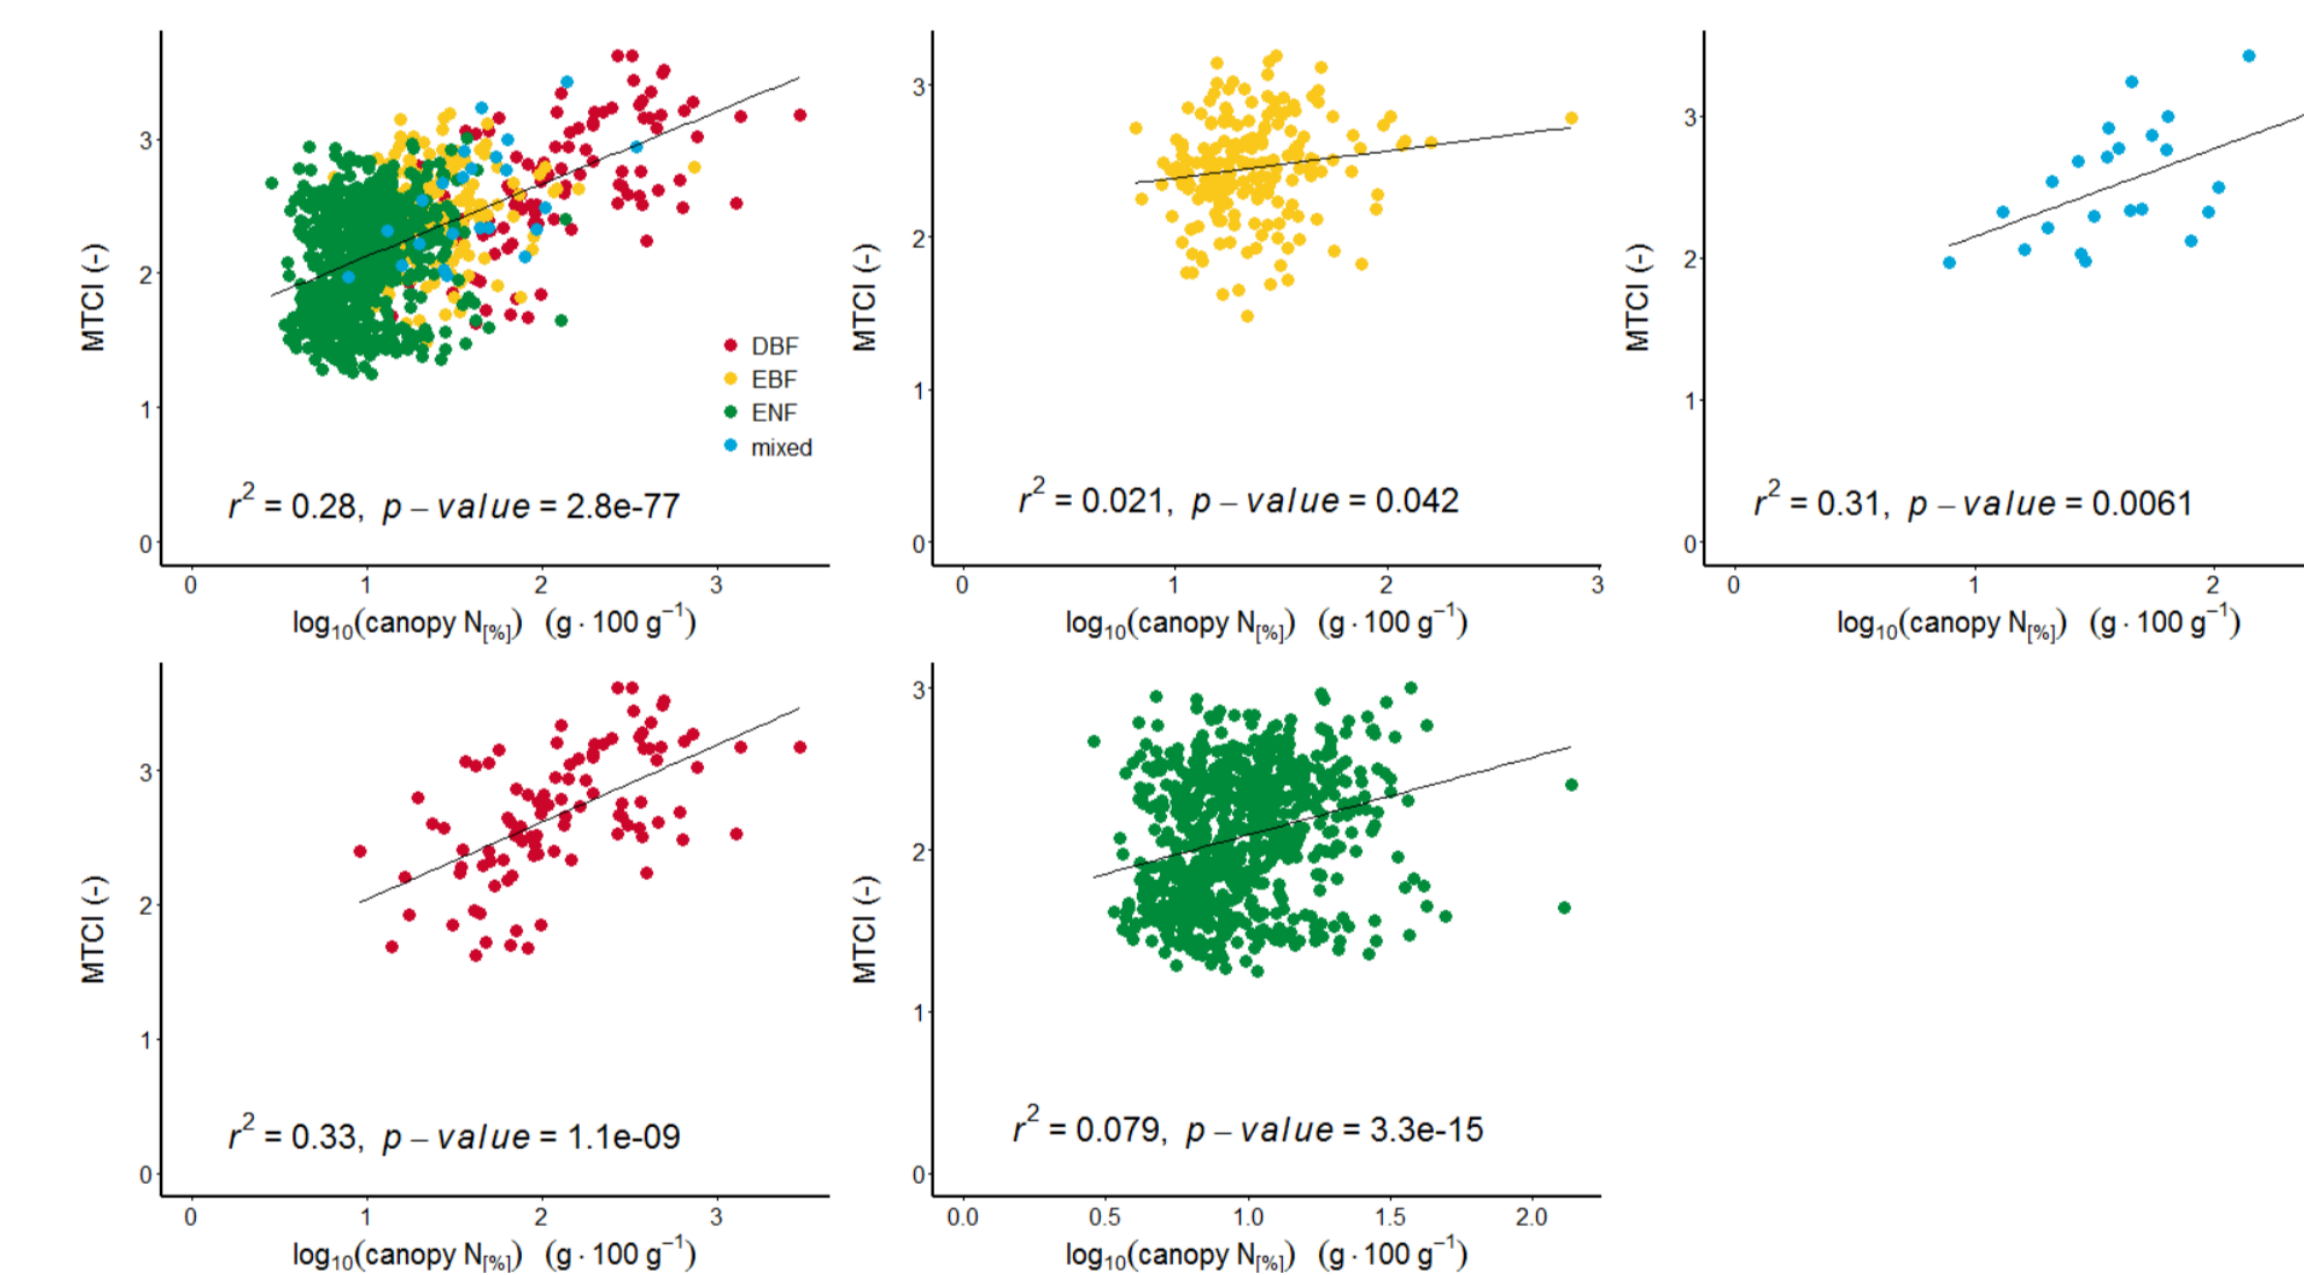 3
2
1
0
MTCI (-)
DBF
EBF
ENF
mixed
r² = 0.28, p – value = 2.8e-77
0 1 2 3
log₁₀(canopy N[%]) (g · 100 g⁻¹)
3
2
1
0
MTCI (-)
r² = 0.021, p – value = 0.042
0 1 2 3
log₁₀(canopy N[%]) (g · 100 g⁻¹)
3
2
1
0
MTCI (-)
r² = 0.31, p – value = 0.0061
0 1 2
log₁₀(canopy N[%]) (g · 100 g⁻¹)
3
2
1
0
MTCI (-)
r² = 0.33, p – value = 1.1e-09
0 1 2 3
log₁₀(canopy N[%]) (g · 100 g⁻¹)
3
2
1
0
MTCI (-)
r² = 0.079, p – value = 3.3e-15
0.0 0.5 1.0 1.5 2.0
log₁₀(canopy N[%]) (g · 100 g⁻¹)